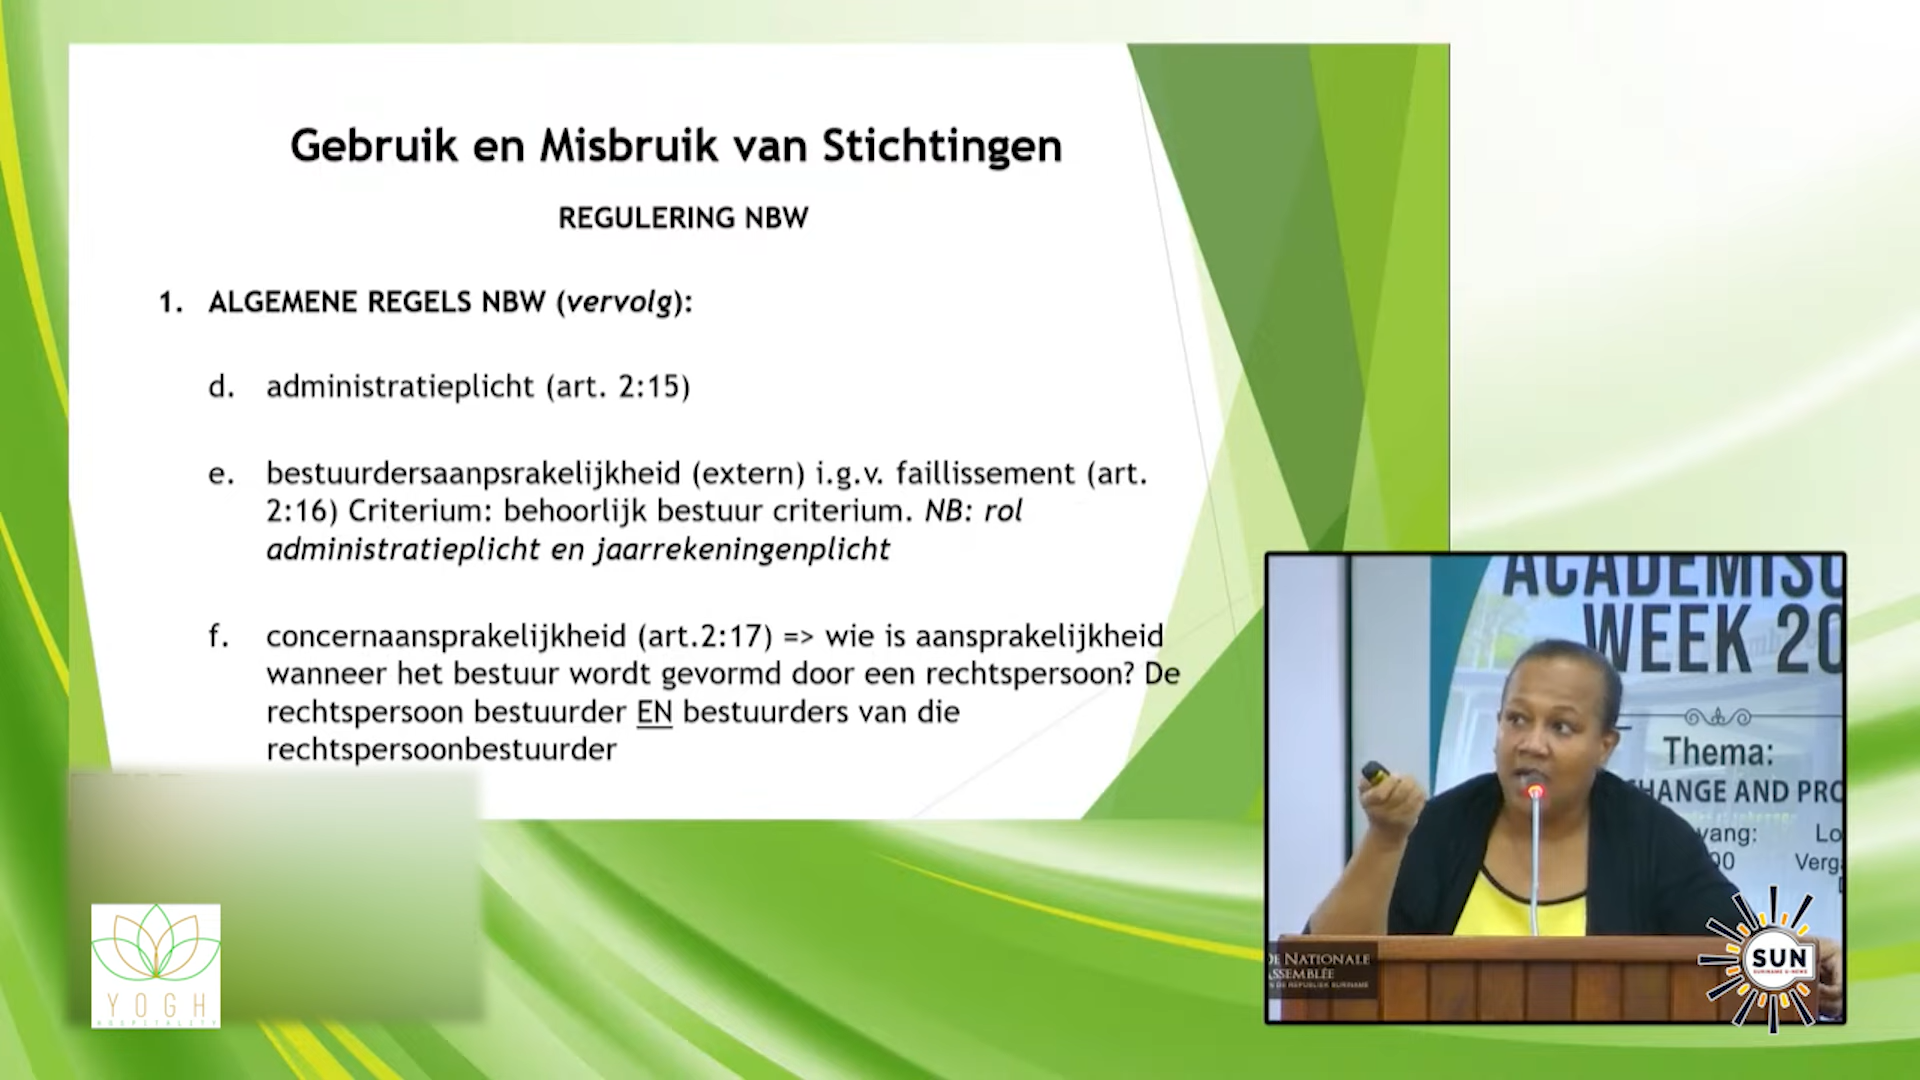 Gebruik en Misbruik van Stichtingen
REGULERING NBW
1. ALGEMENE REGELS NBW (vervolg):
d. administratieplicht (art. 2:15)
e. bestuurdersaanpsrakelijkheid (extern) i.g.v. faillissement (art.
2:16) Criterium: behoorlijk bestuur criterium. NB: rol
administratieplicht en jaarrekeningenplicht
f. concernaansprakelijkheid (art.2:17) => wie is aansprakelijkheid
wanneer het bestuur wordt gevormd door een rechtspersoon? De
rechtspersoon bestuurder EN bestuurders van die
rechtspersoonbestuurder
ACADEMISC
WEEK 20
Thema:
HANGE AND PRO
vang: Lo
00 Verg
DE NATIONALE
ASSEMBLÉE
N DE REPUBLIEK SURINAME
SUN
SURINAME E-NEWS
YOGH
HOSPITALITY